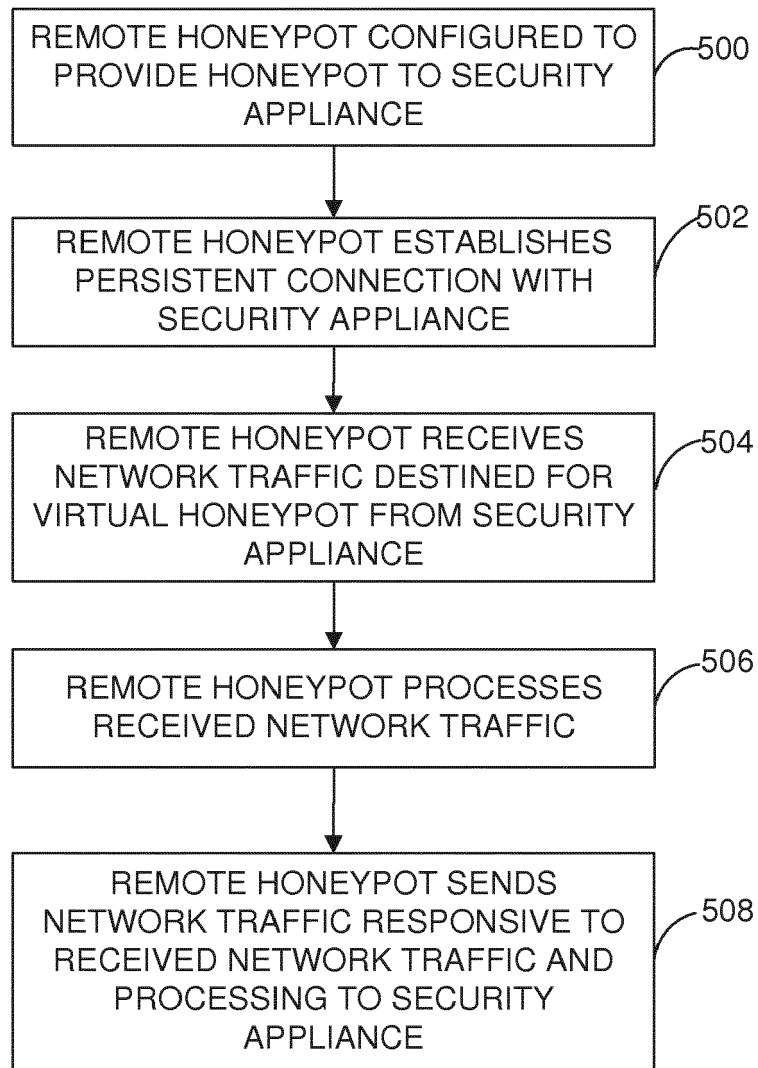 REMOTE HONEYPOT CONFIGURED TO
PROVIDE HONEYPOT TO SECURITY
APPLIANCE
500
REMOTE HONEYPOT ESTABLISHES
PERSISTENT CONNECTION WITH
SECURITY APPLIANCE
502
REMOTE HONEYPOT RECEIVES
NETWORK TRAFFIC DESTINED FOR
VIRTUAL HONEYPOT FROM SECURITY
APPLIANCE
504
REMOTE HONEYPOT PROCESSES
RECEIVED NETWORK TRAFFIC
506
REMOTE HONEYPOT SENDS
NETWORK TRAFFIC RESPONSIVE TO
RECEIVED NETWORK TRAFFIC AND
PROCESSING TO SECURITY
APPLIANCE
508